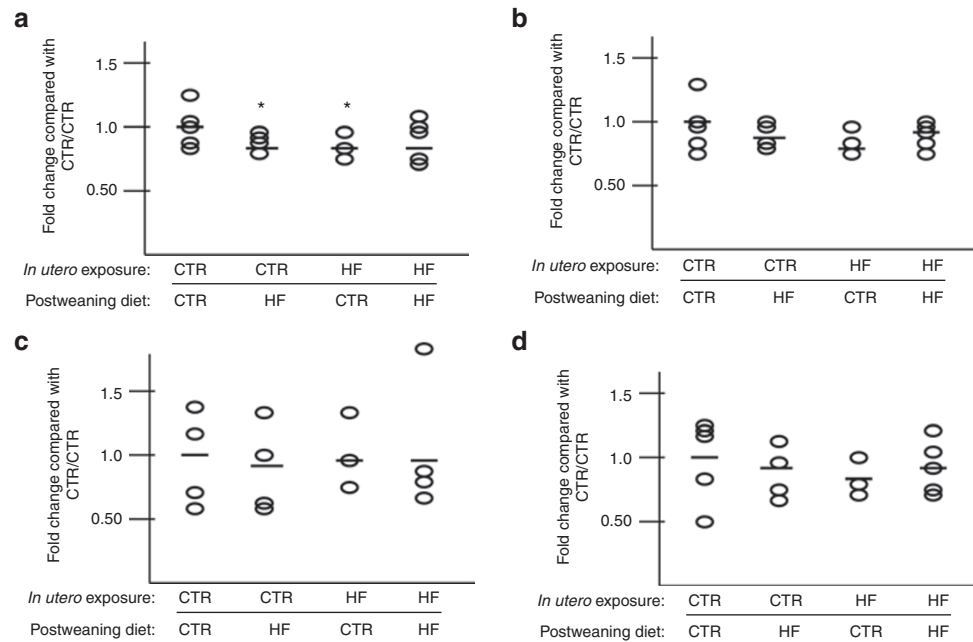 a
Fold change compared with
CTR/CTR
1.5
1.0
0.50
* *
In utero exposure: CTR CTR HF HF
Postweaning diet: CTR HF CTR HF
b
Fold change compared with
CTR/CTR
1.5
1.0
0.50
CTR CTR HF HF
CTR HF CTR HF
c
Fold change compared with
CTR/CTR
1.5
1.0
0.50
In utero exposure: CTR CTR HF HF
Postweaning diet: CTR HF CTR HF
d
Fold change compared with
CTR/CTR
1.5
1.0
0.50
In utero exposure: CTR CTR HF HF
Postweaning diet: CTR HF CTR HF